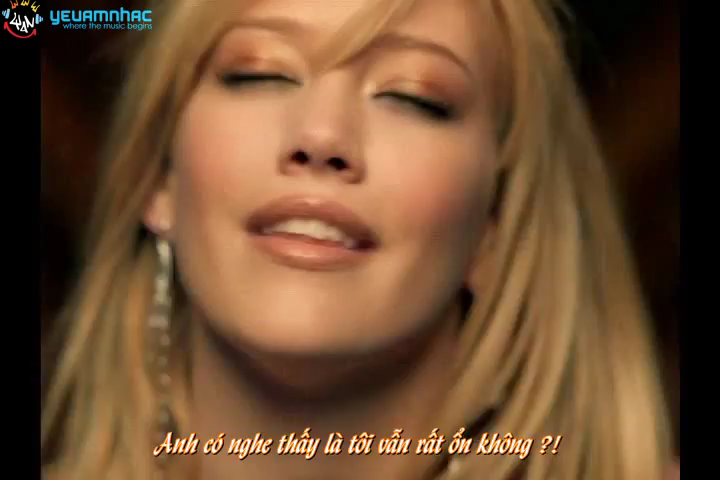 YEUAMNHAC
where the music begins
Anh có nghe thấy là tôi vẫn rất ổn không ?!